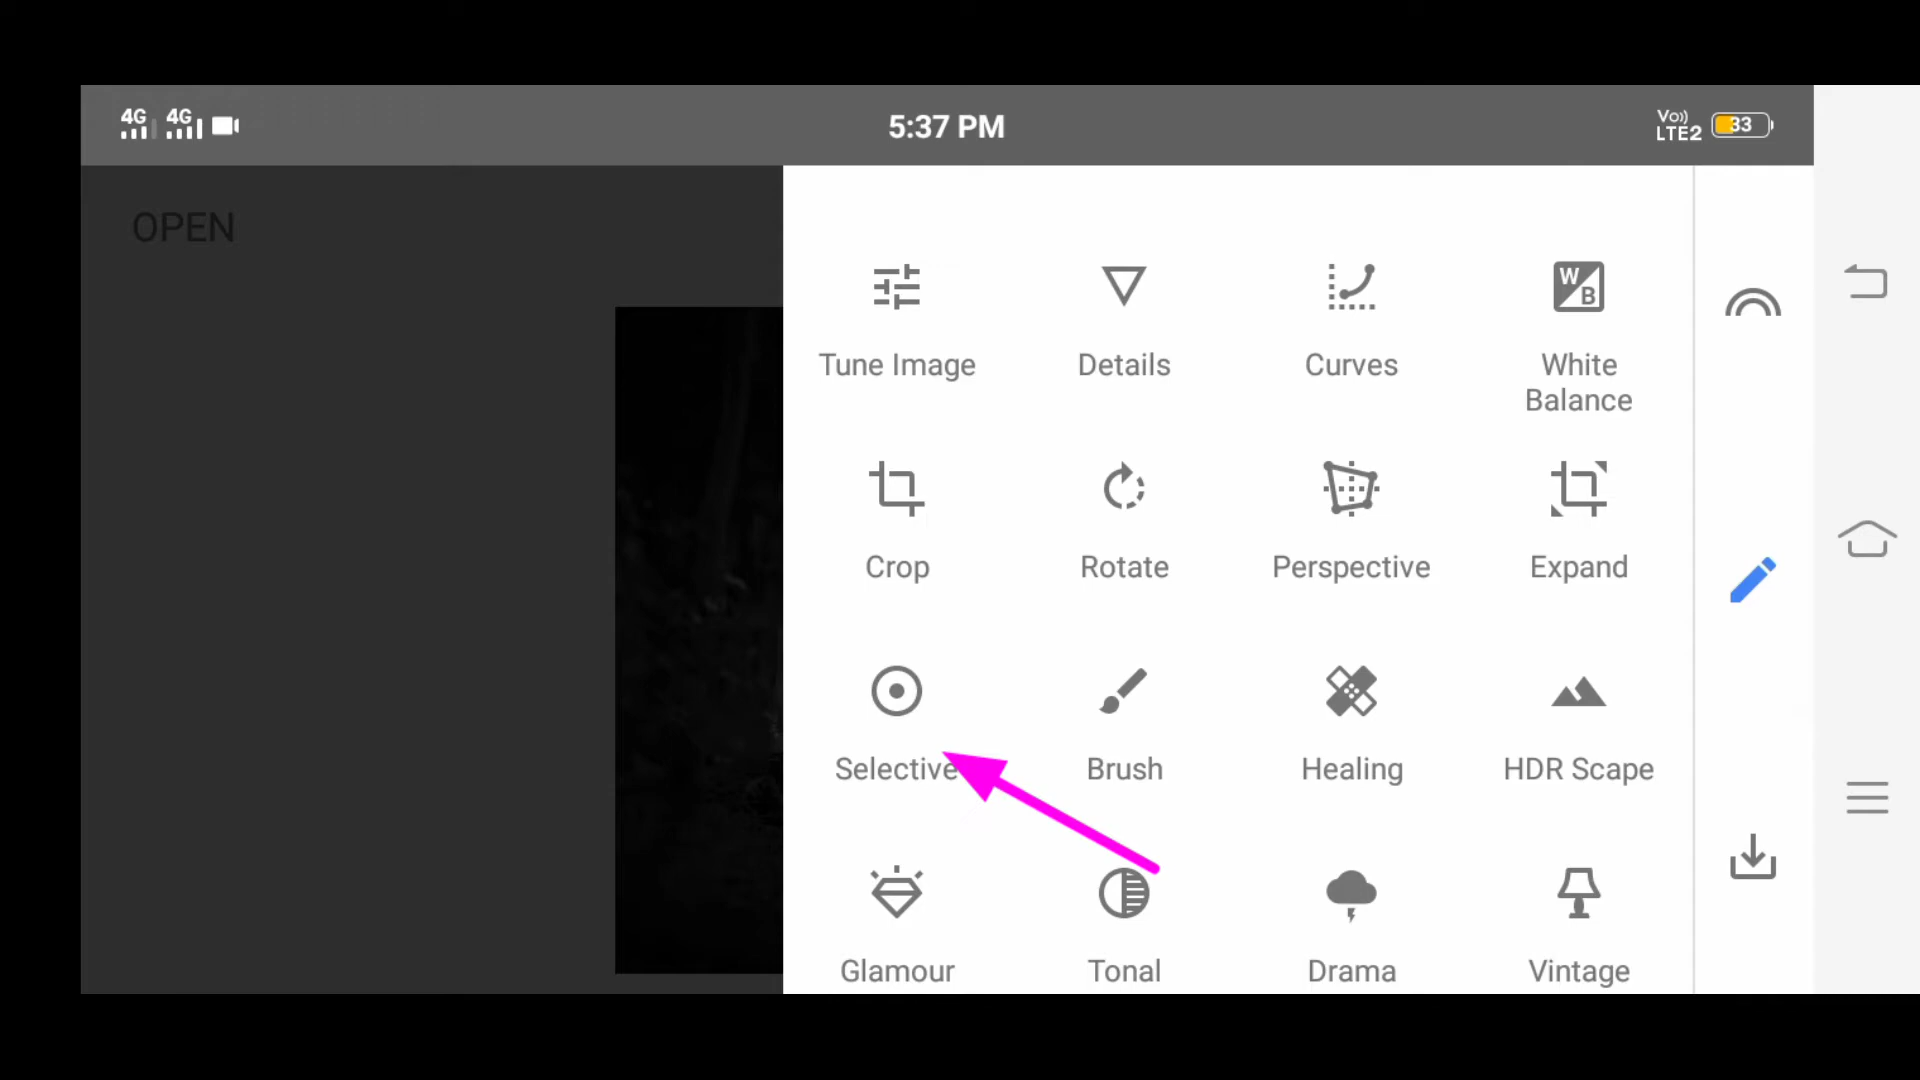 4G 4G 5:37 PM Vo)) LTE2 33
OPEN
Tune Image Details Curves White Balance
Crop Rotate Perspective Expand
Selective Brush Healing HDR Scape
Glamour Tonal Drama Vintage